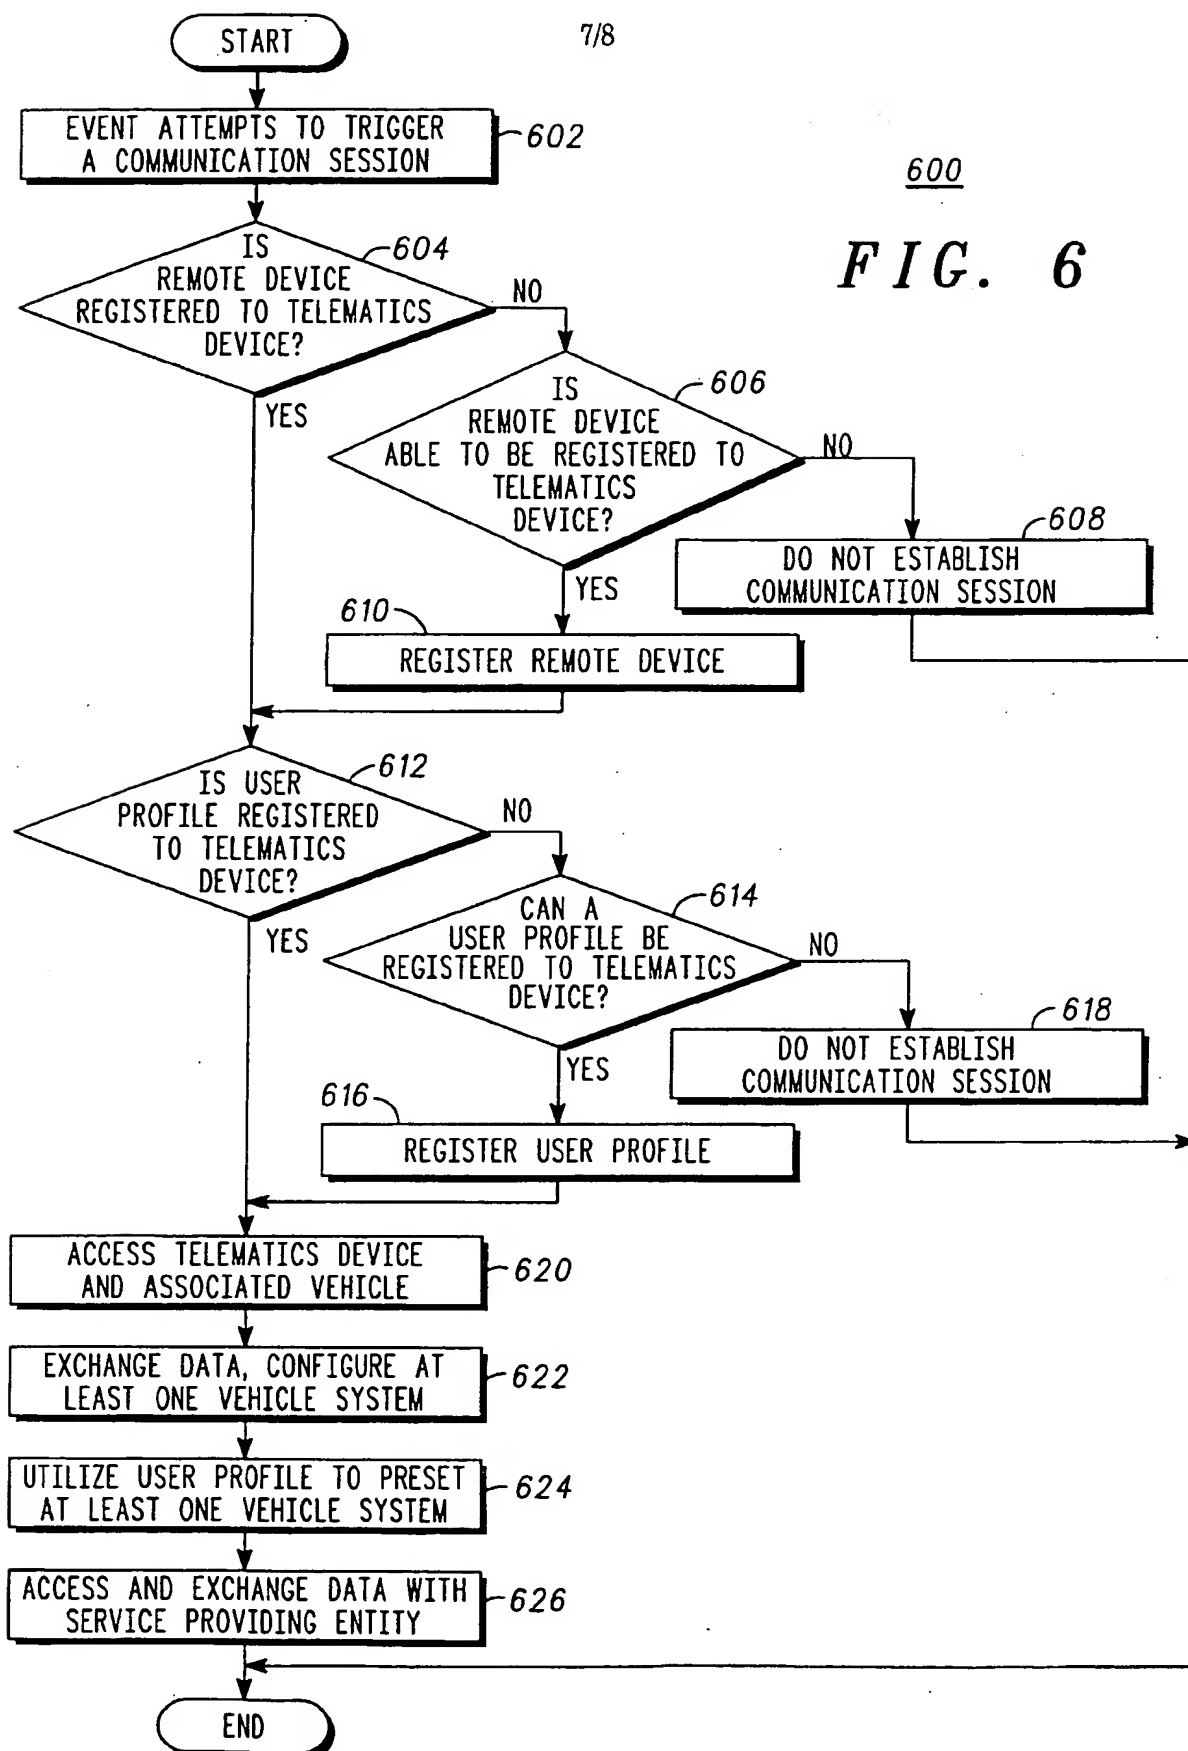 7/8
START
EVENT ATTEMPTS TO TRIGGER
A COMMUNICATION SESSION
602
600
FIG. 6
IS
REMOTE DEVICE
REGISTERED TO TELEMATICS
DEVICE?
604
NO
YES
IS
REMOTE DEVICE
ABLE TO BE REGISTERED TO
TELEMATICS
DEVICE?
606
NO
YES
608
DO NOT ESTABLISH
COMMUNICATION SESSION
610
REGISTER REMOTE DEVICE
IS USER
PROFILE REGISTERED
TO TELEMATICS
DEVICE?
612
NO
YES
CAN A
USER PROFILE BE
REGISTERED TO TELEMATICS
DEVICE?
614
NO
YES
618
DO NOT ESTABLISH
COMMUNICATION SESSION
616
REGISTER USER PROFILE
ACCESS TELEMATICS DEVICE
AND ASSOCIATED VEHICLE
620
EXCHANGE DATA, CONFIGURE AT
LEAST ONE VEHICLE SYSTEM
622
UTILIZE USER PROFILE TO PRESET
AT LEAST ONE VEHICLE SYSTEM
624
ACCESS AND EXCHANGE DATA WITH
SERVICE PROVIDING ENTITY
626
END